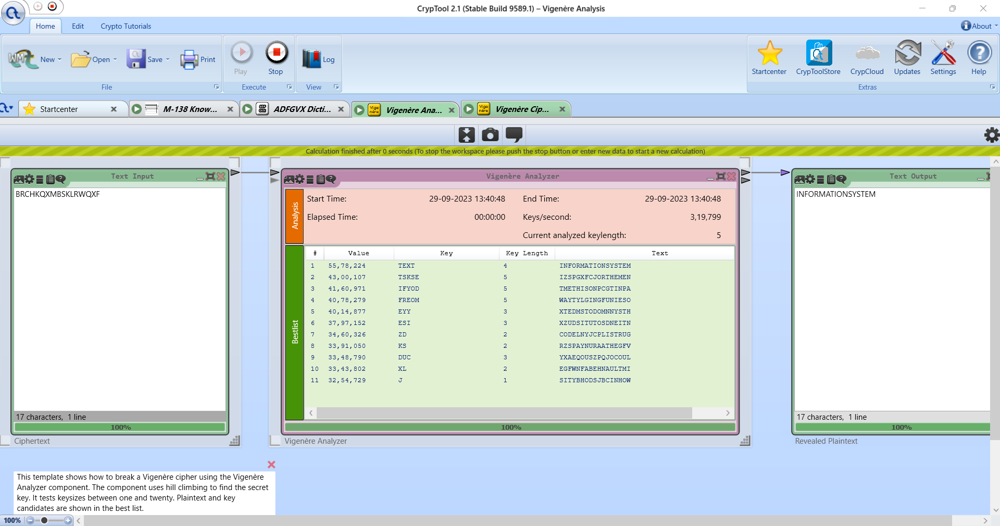 CrypTool 2.1 (Stable Build 9589.1) – Vigenère Analysis
Home Edit Crypto Tutorials About
New Open Save Print Play Stop Log Startcenter CrypToolStore CrypCloud Updates Settings Help
File Execute View Extras
Startcenter M-138 Know... ADFGVX Dicti... Vigenère Ana... Vigenère Cip...
Calculation finished after 0 seconds (To stop the workspace please push the stop button or enter new data to start a new calculation)
Text Input
BRCHKQXMBSKLRWQXF
17 characters, 1 line
100%
Ciphertext
Vigenère Analyzer
Analysis
Start Time: 29-09-2023 13:40:48 End Time: 29-09-2023 13:40:48
Elapsed Time: 00:00:00 Keys/second: 3,19,799
Current analyzed keylength: 5
Bestlist
# Value Key Key Length Text
1 55,78,224 TEXT 4 INFORMATIONSYSTEM
2 43,00,107 TSKSE 5 IZSPGXFCJORTHEMEN
3 41,60,971 IFYOD 5 TMETHISONPCGTINPA
4 40,78,279 FREOM 5 WAYTYLGINGFUNIESO
5 40,14,877 EYY 3 XTEDMSTODOMNNYSTH
6 37,97,152 ESI 3 XZUDSITUTOSDNEITN
7 34,60,326 ZD 2 CODELNYJCPLISTRUG
8 33,91,050 KS 2 RZSPAYNURAATHEGFV
9 33,48,790 DUC 3 YXAEQOUSZPQJOCOUL
10 33,43,802 XL 2 EGFWNFABEHNAULTMI
11 32,54,729 J 1 SITYBHODSJBCINHOW
100%
Vigenère Analyzer
Text Output
INFORMATIONSYSTEM
17 characters, 1 line
100%
Revealed Plaintext
This template shows how to break a Vigenère cipher using the Vigenère
Analyzer component. The component uses hill climbing to find the secret
key. It tests keysizes between one and twenty. Plaintext and key
candidates are shown in the best list.
100%